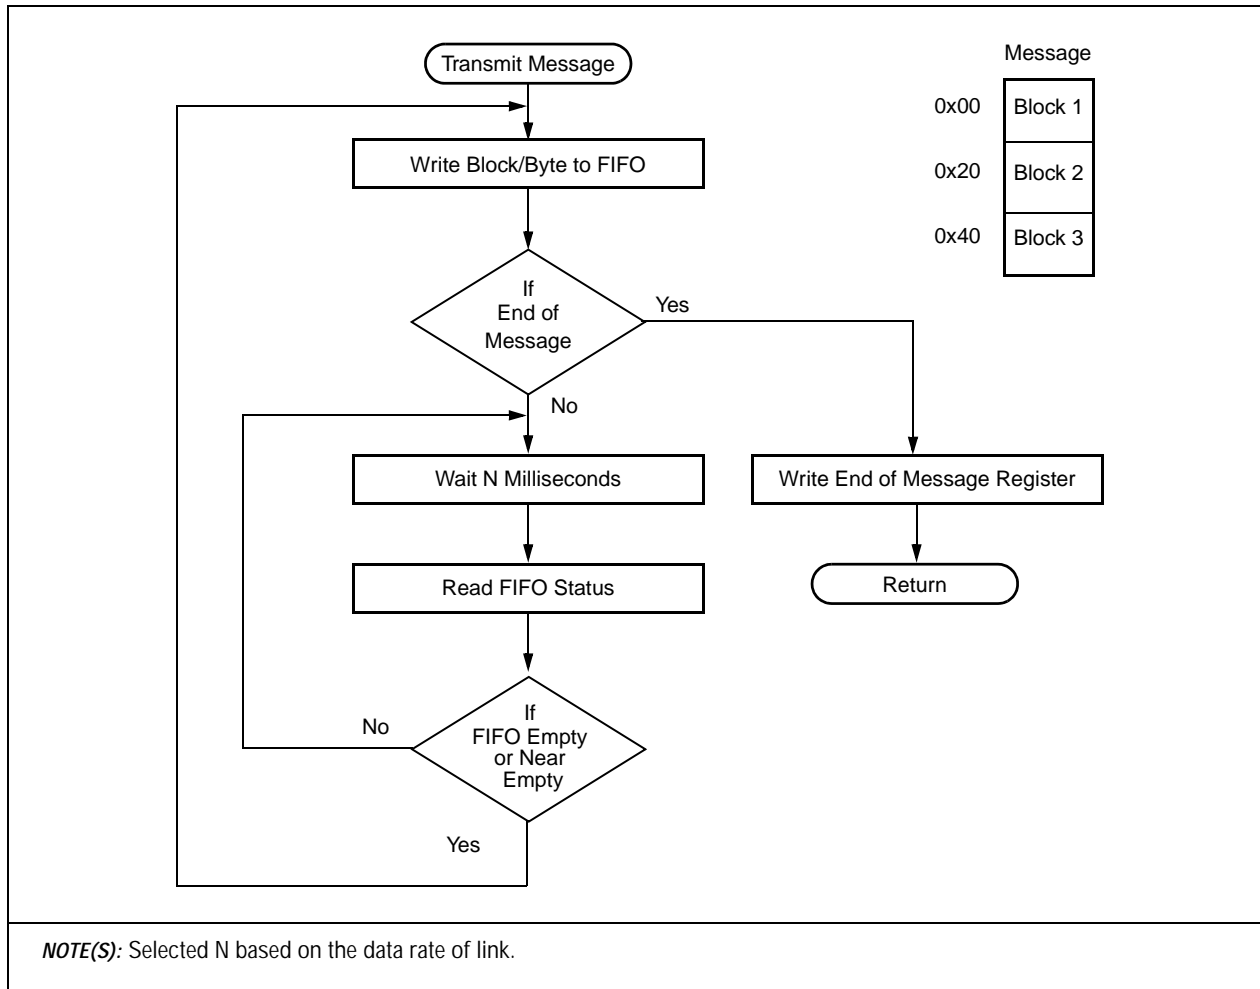 Transmit Message
Message
0x00 Block 1
Write Block/Byte to FIFO
0x20 Block 2
0x40 Block 3
If
End of
Message
Yes
No
Wait N Milliseconds
Write End of Message Register
Read FIFO Status
Return
If
FIFO Empty
or Near
Empty
No
Yes
NOTE(S): Selected N based on the data rate of link.